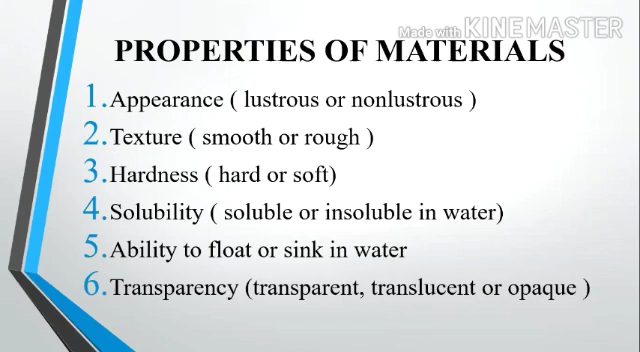 Made with KINEMASTER
PROPERTIES OF MATERIALS
1.Appearance ( lustrous or nonlustrous )
2.Texture ( smooth or rough )
3.Hardness ( hard or soft)
4.Solubility ( soluble or insoluble in water)
5.Ability to float or sink in water
6.Transparency (transparent, translucent or opaque )